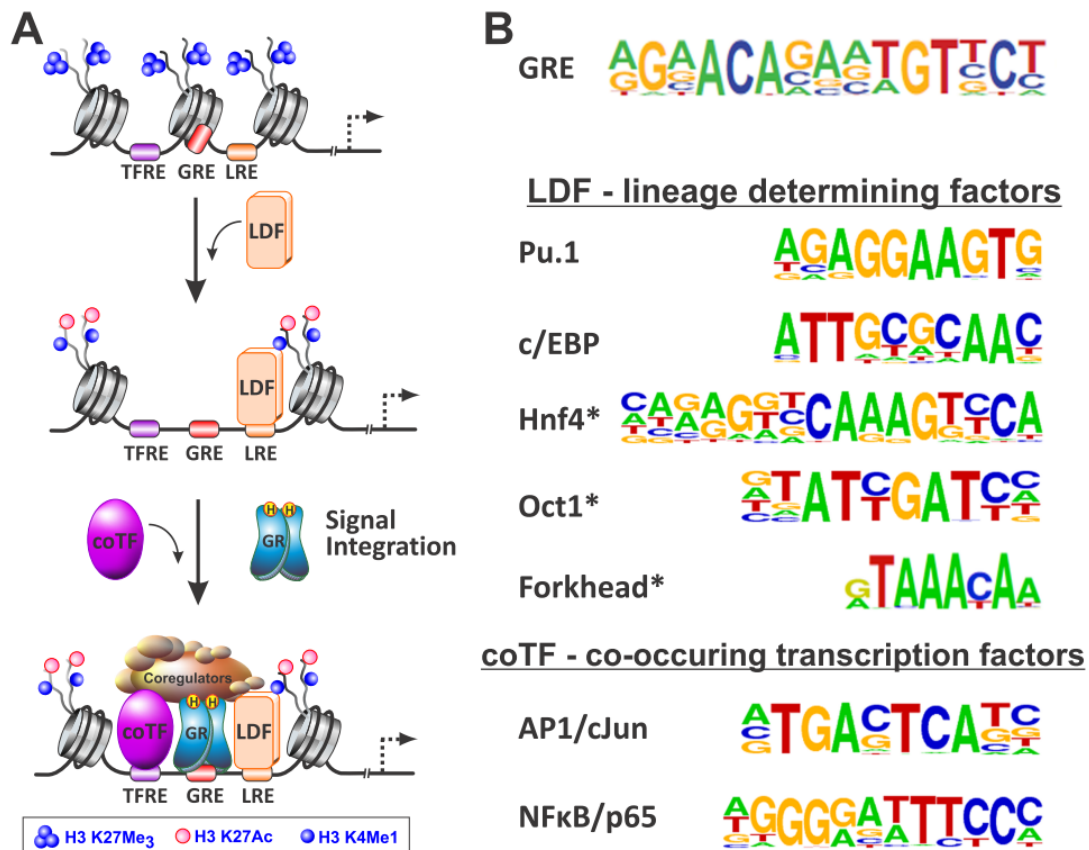 A
TFRE GRE LRE
LDF
LDF
TFRE GRE LRE
coTF
H H
GR
Signal
Integration
Coregulators
H H
coTF
GR
LDF
TFRE GRE LRE
H3 K27Me3 H3 K27Ac H3 K4Me1
B
GRE
AGAACAGAATGTTCT
LDF - lineage determining factors
Pu.1
AGAGGAAGTG
c/EBP
ATTGCGCAAC
Hnf4*
CAGAGGTCAAAGTCCA
Oct1*
GTATCGATCC
Forkhead*
GTAAACAA
coTF - co-occuring transcription factors
AP1/cJun
ATGACTCATC
NFκB/p65
AGGGGATTTCCC